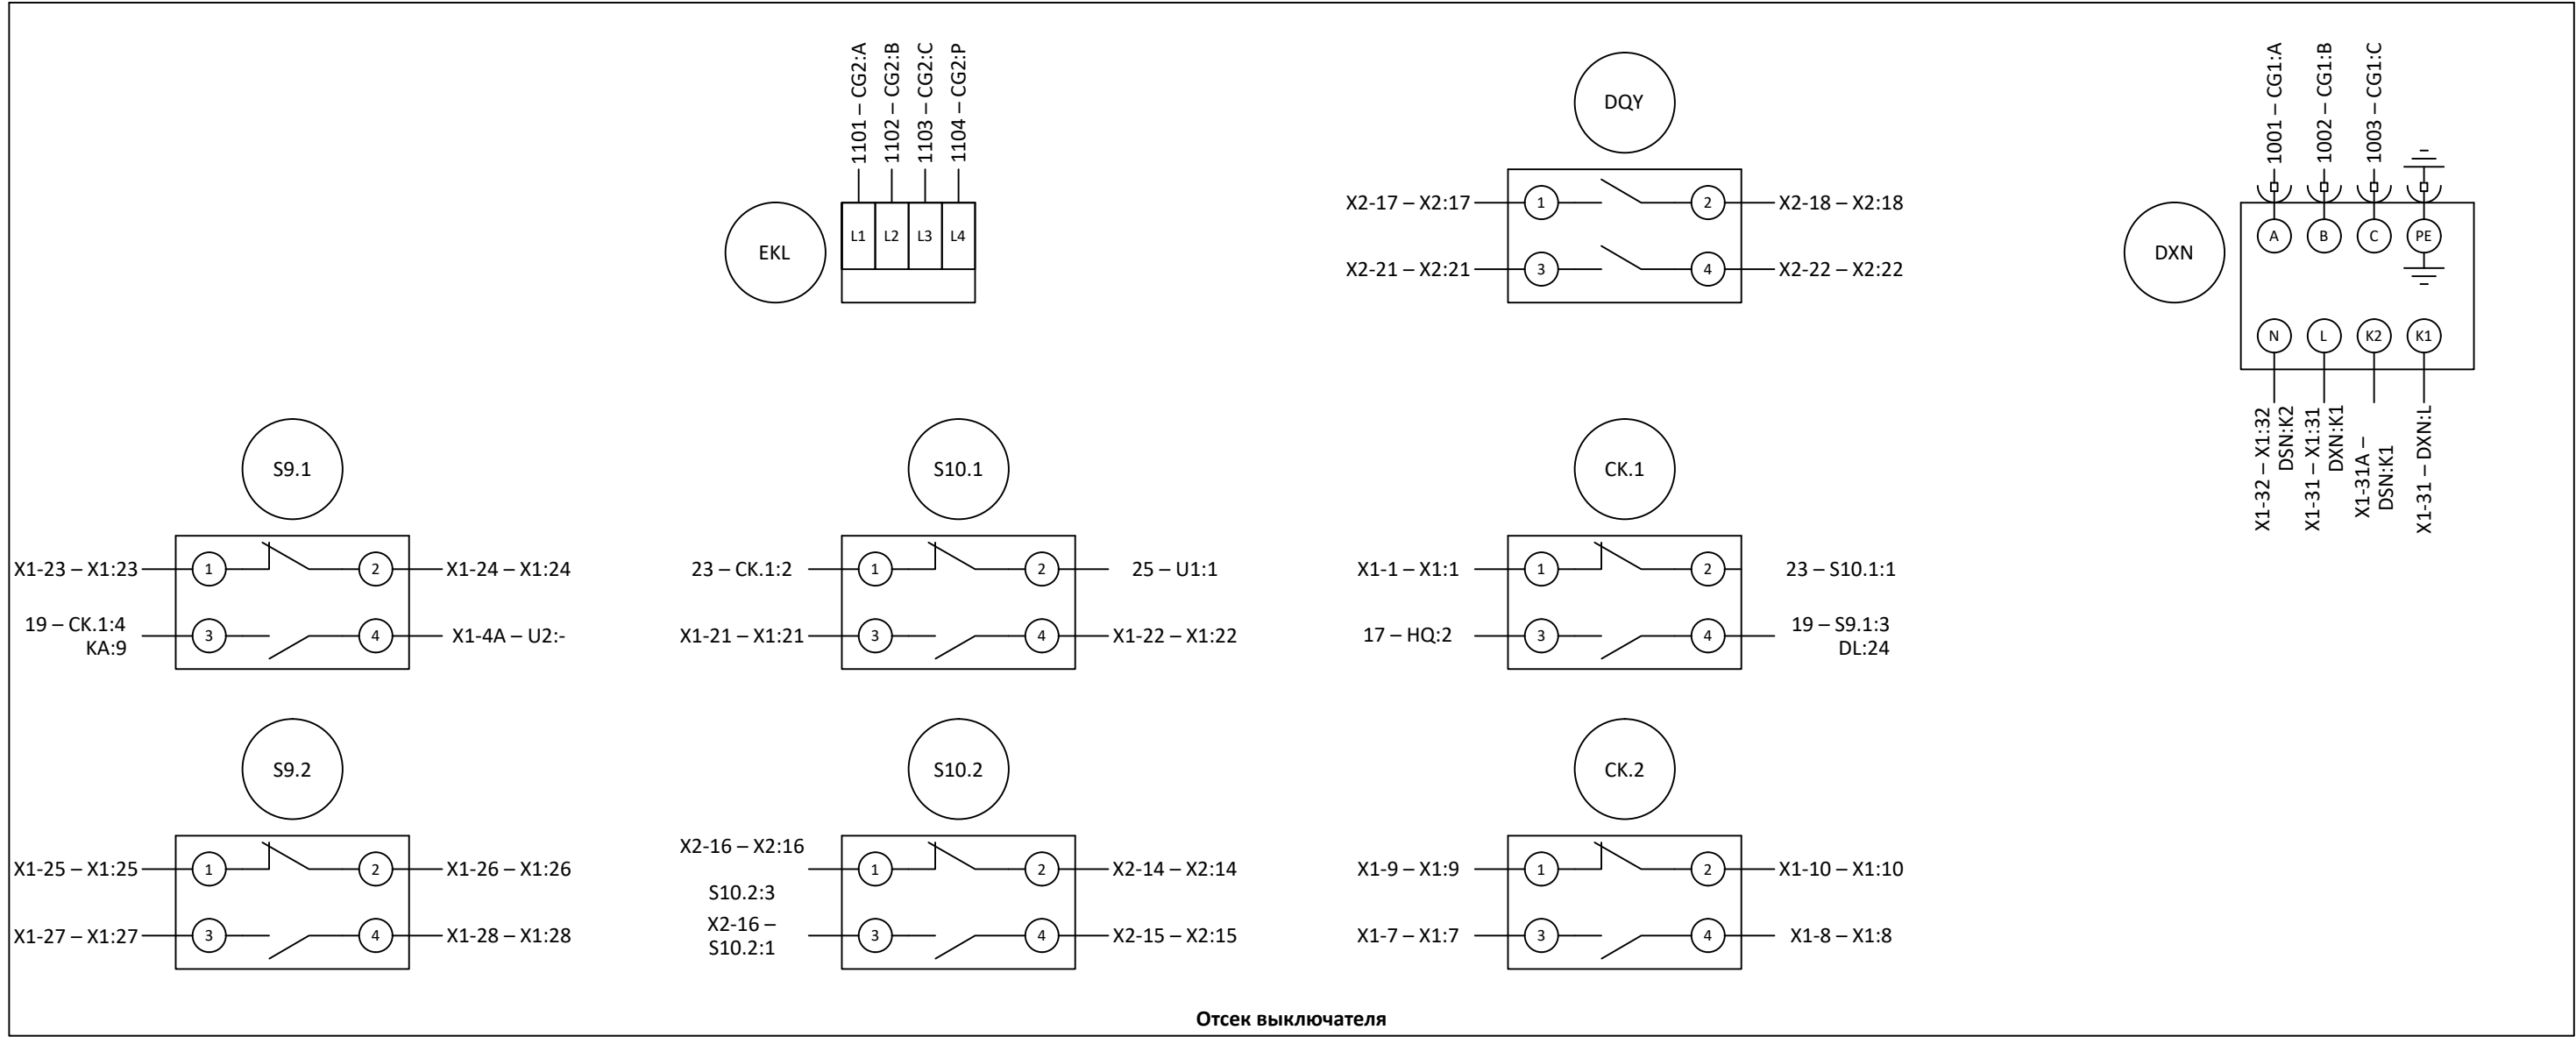 1101 – CG2:A
1102 – CG2:B
1103 – CG2:C
1104 – CG2:P
EKL
L1
L2
L3
L4
DQY
X2-17 – X2:17
1
2
X2-18 – X2:18
X2-21 – X2:21
3
4
X2-22 – X2:22
1001 – CG1:A
1002 – CG1:B
1003 – CG1:C
DXN
A
B
C
PE
N
L
K2
K1
X1-32 – X1:32
DSN:K2
X1-31 – X1:31
DXN:K1
X1-31A –
DSN:K1
X1-31 – DXN:L
S9.1
X1-23 – X1:23
1
2
X1-24 – X1:24
19 – CK.1:4
KA:9
3
4
X1-4A – U2:-
S10.1
23 – CK.1:2
1
2
25 – U1:1
X1-21 – X1:21
3
4
X1-22 – X1:22
CK.1
X1-1 – X1:1
1
2
23 – S10.1:1
17 – HQ:2
3
4
19 – S9.1:3
DL:24
S9.2
X1-25 – X1:25
1
2
X1-26 – X1:26
X1-27 – X1:27
3
4
X1-28 – X1:28
S10.2
X2-16 – X2:16
S10.2:3
1
2
X2-14 – X2:14
X2-16 –
S10.2:1
3
4
X2-15 – X2:15
CK.2
X1-9 – X1:9
1
2
X1-10 – X1:10
X1-7 – X1:7
3
4
X1-8 – X1:8
Отсек выключателя